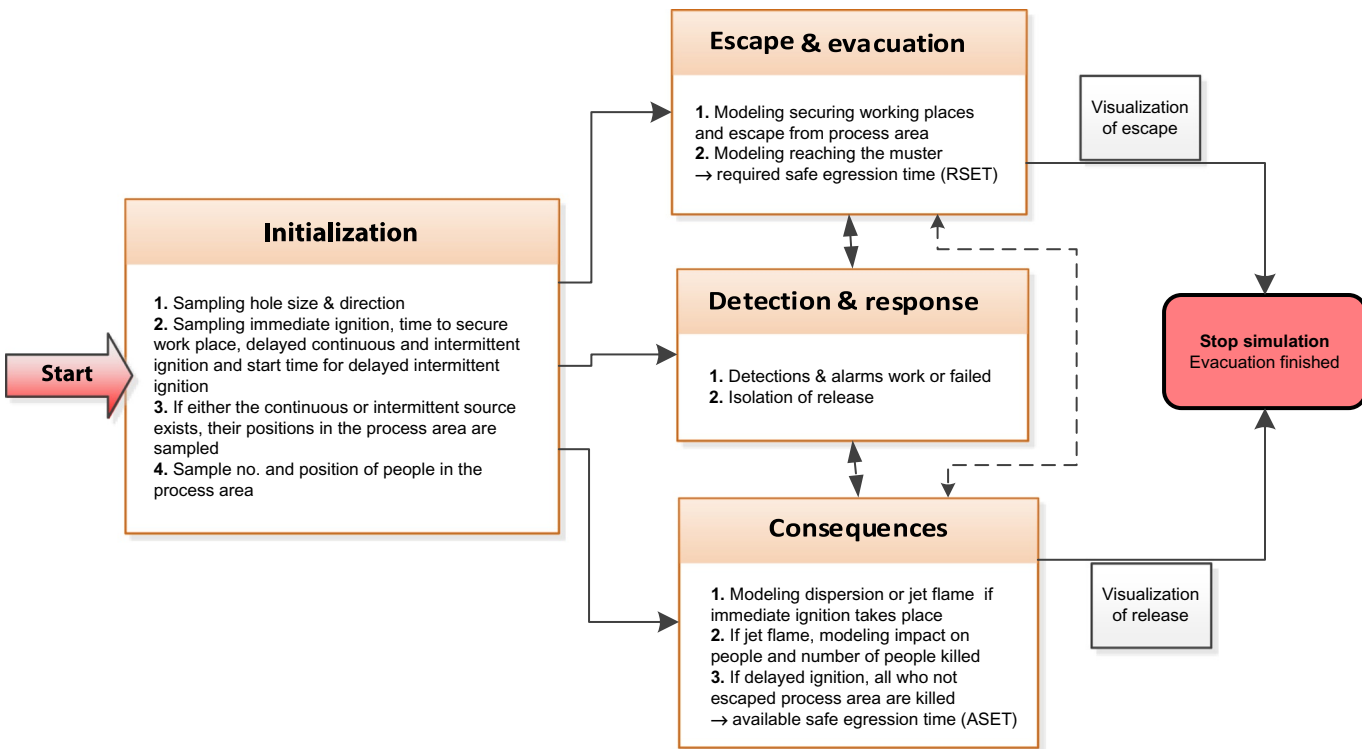 Start
Initialization
1. Sampling hole size & direction
2. Sampling immediate ignition, time to secure
work place, delayed continuous and intermittent
ignition and start time for delayed intermittent
ignition
3. If either the continuous or intermittent source
exists, their positions in the process area are
sampled
4. Sample no. and position of people in the
process area
Escape & evacuation
1. Modeling securing working places
and escape from process area
2. Modeling reaching the muster
→ required safe egression time (RSET)
Detection & response
1. Detections & alarms work or failed
2. Isolation of release
Consequences
1. Modeling dispersion or jet flame if
immediate ignition takes place
2. If jet flame, modeling impact on
people and number of people killed
3. If delayed ignition, all who not
escaped process area are killed
→ available safe egression time (ASET)
Visualization
of escape
Visualization
of release
Stop simulation
Evacuation finished